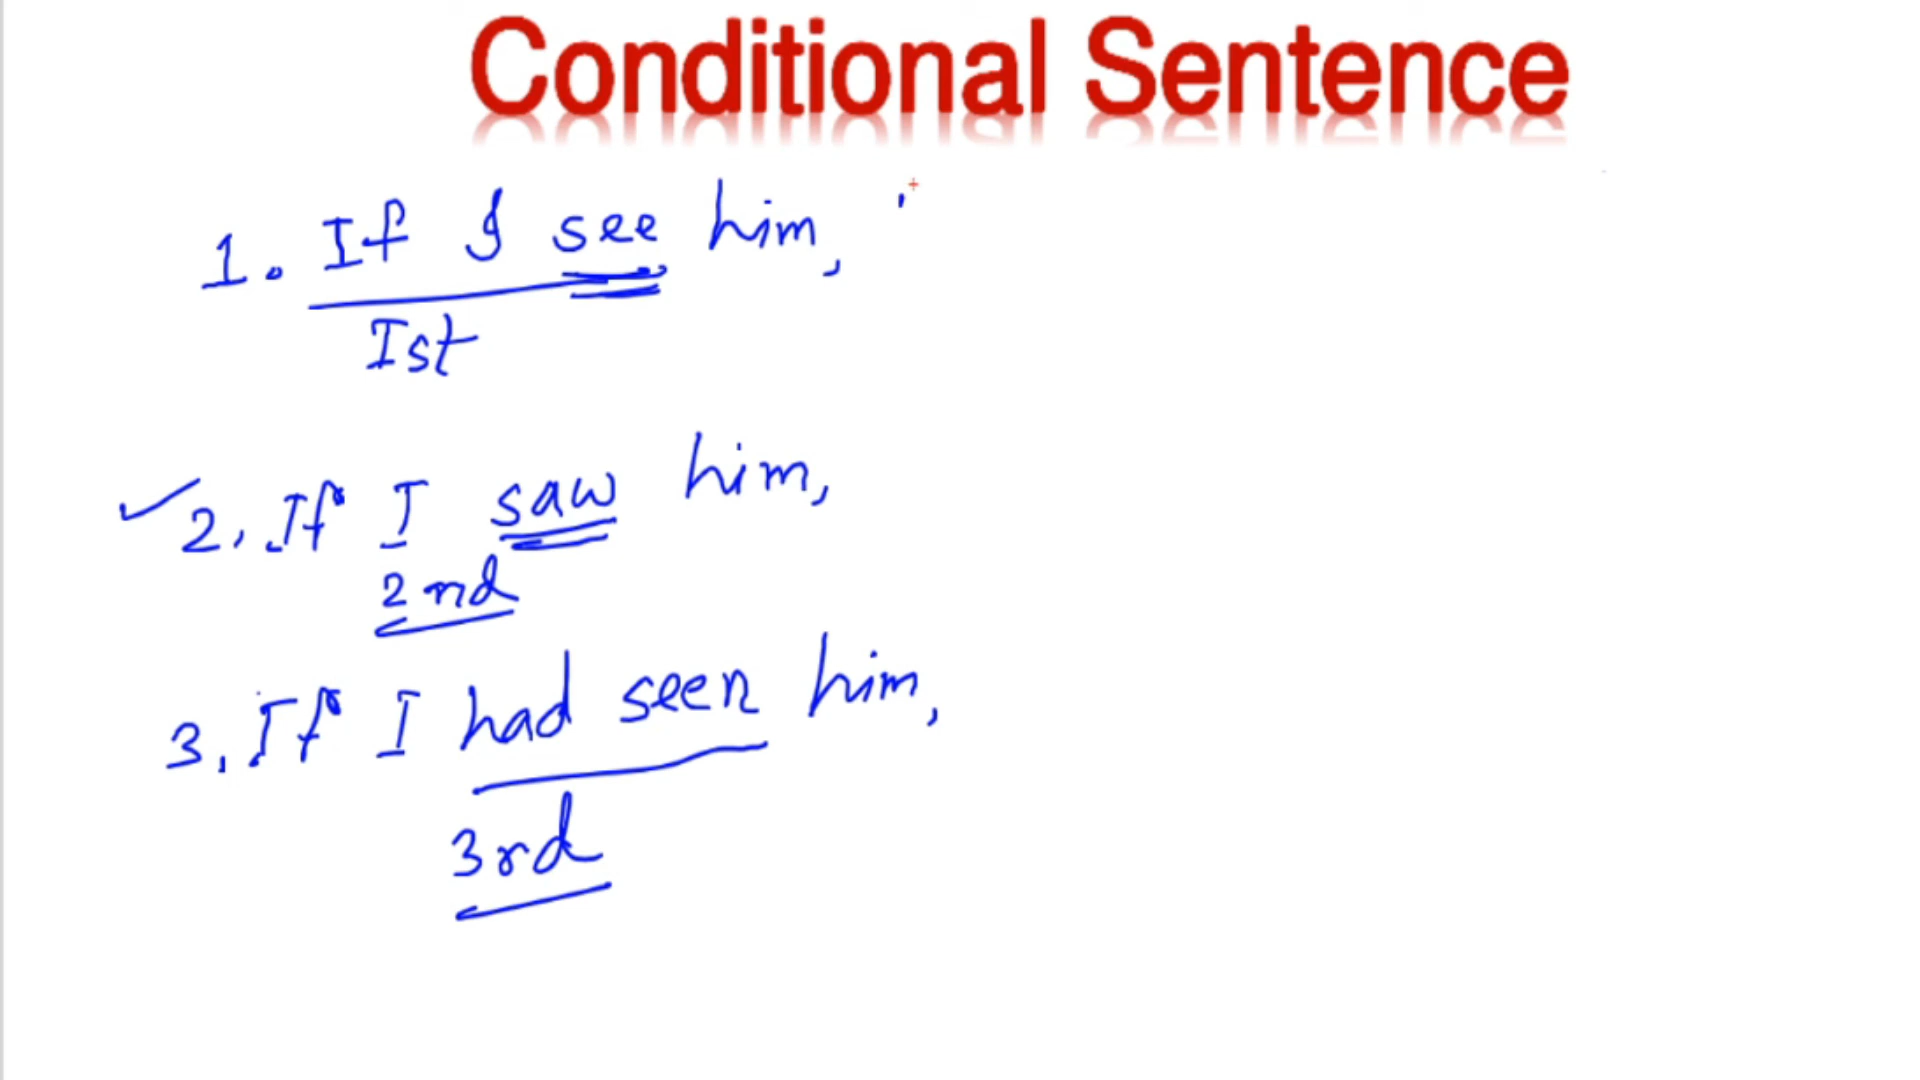 Conditional Sentence
1. If I see him,
Ist
2. If I saw him,
2nd
3. If I had seen him,
3rd